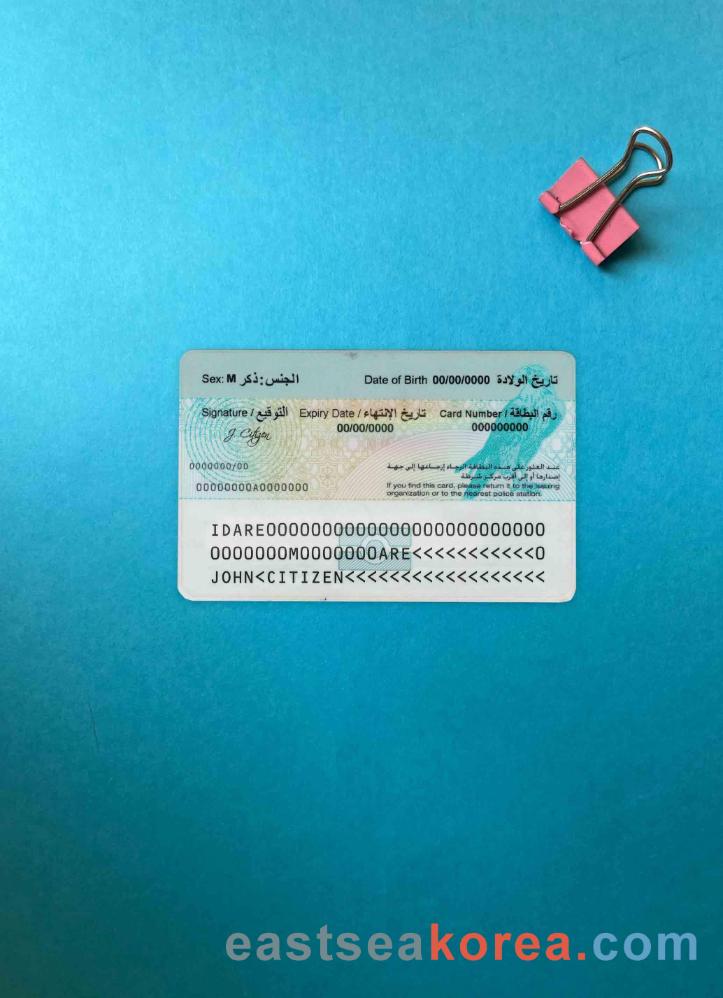 Sex: M الجنس: ذكر Date of Birth 00/00/0000 تاريخ الولادة
Signature / التوقيع Expiry Date / تاريخ الإنتهاء Card Number / رقم البطاقة
J. Citizen 00/00/0000 000000000
0000000/00
00000000A0000000
عند العثور على هذه البطاقة الرجاء إرجاعها إلى جهة
إصدارها أو إلى أقرب مركز شرطة
If you find this card, please return it to the issuing
organization or to the nearest police station.
IDARE0000000000000000000000000
0000000M0000000ARE<<<<<<<<<<<0
JOHN<CITIZEN<<<<<<<<<<<<<<<<<<
eastseakorea.com